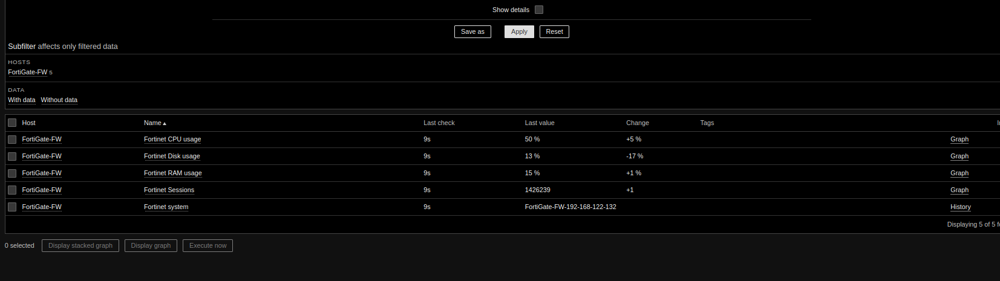 Show details
Save as Apply Reset
Subfilter affects only filtered data
HOSTS
FortiGate-FW 5
DATA
With data Without data
Host Name Last check Last value Change Tags
FortiGate-FW Fortinet CPU usage 9s 50 % +5 % Graph
FortiGate-FW Fortinet Disk usage 9s 13 % -17 % Graph
FortiGate-FW Fortinet RAM usage 9s 15 % +1 % Graph
FortiGate-FW Fortinet Sessions 9s 1426239 +1 Graph
FortiGate-FW Fortinet system 9s FortiGate-FW-192-168-122-132 History
Displaying 5 of 5
0 selected Display stacked graph Display graph Execute now